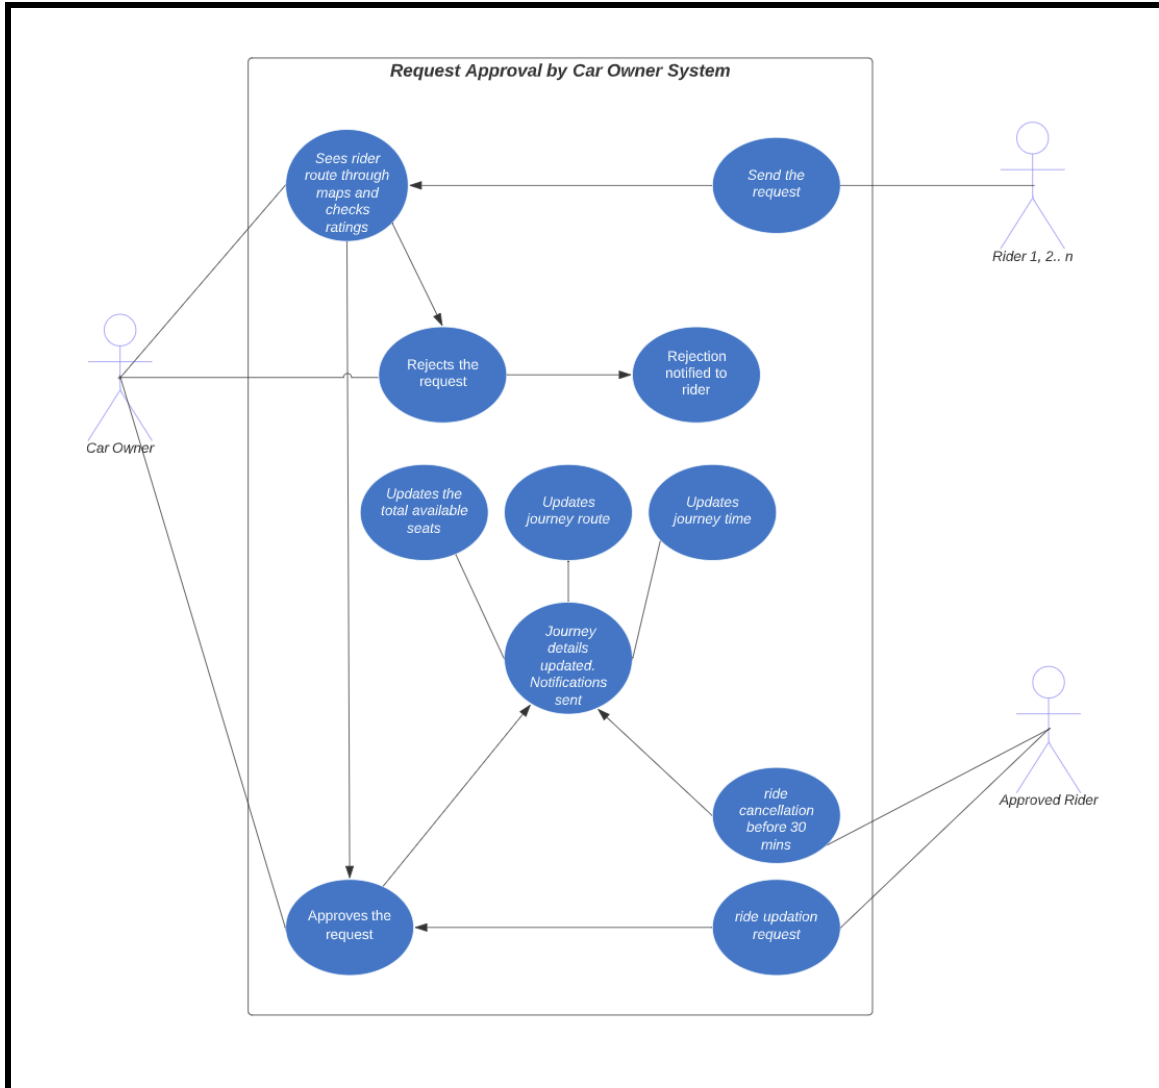 Request Approval by Car Owner System
Sees rider
route through
maps and
checks
ratings
Send the
request
Rider 1, 2.. n
Rejects the
request
Rejection
notified to
rider
Car Owner
Updates the
total available
seats
Updates
journey route
Updates
journey time
Journey
details
updated.
Notifications
sent
ride
cancellation
before 30
mins
Approved Rider
Approves the
request
ride updation
request